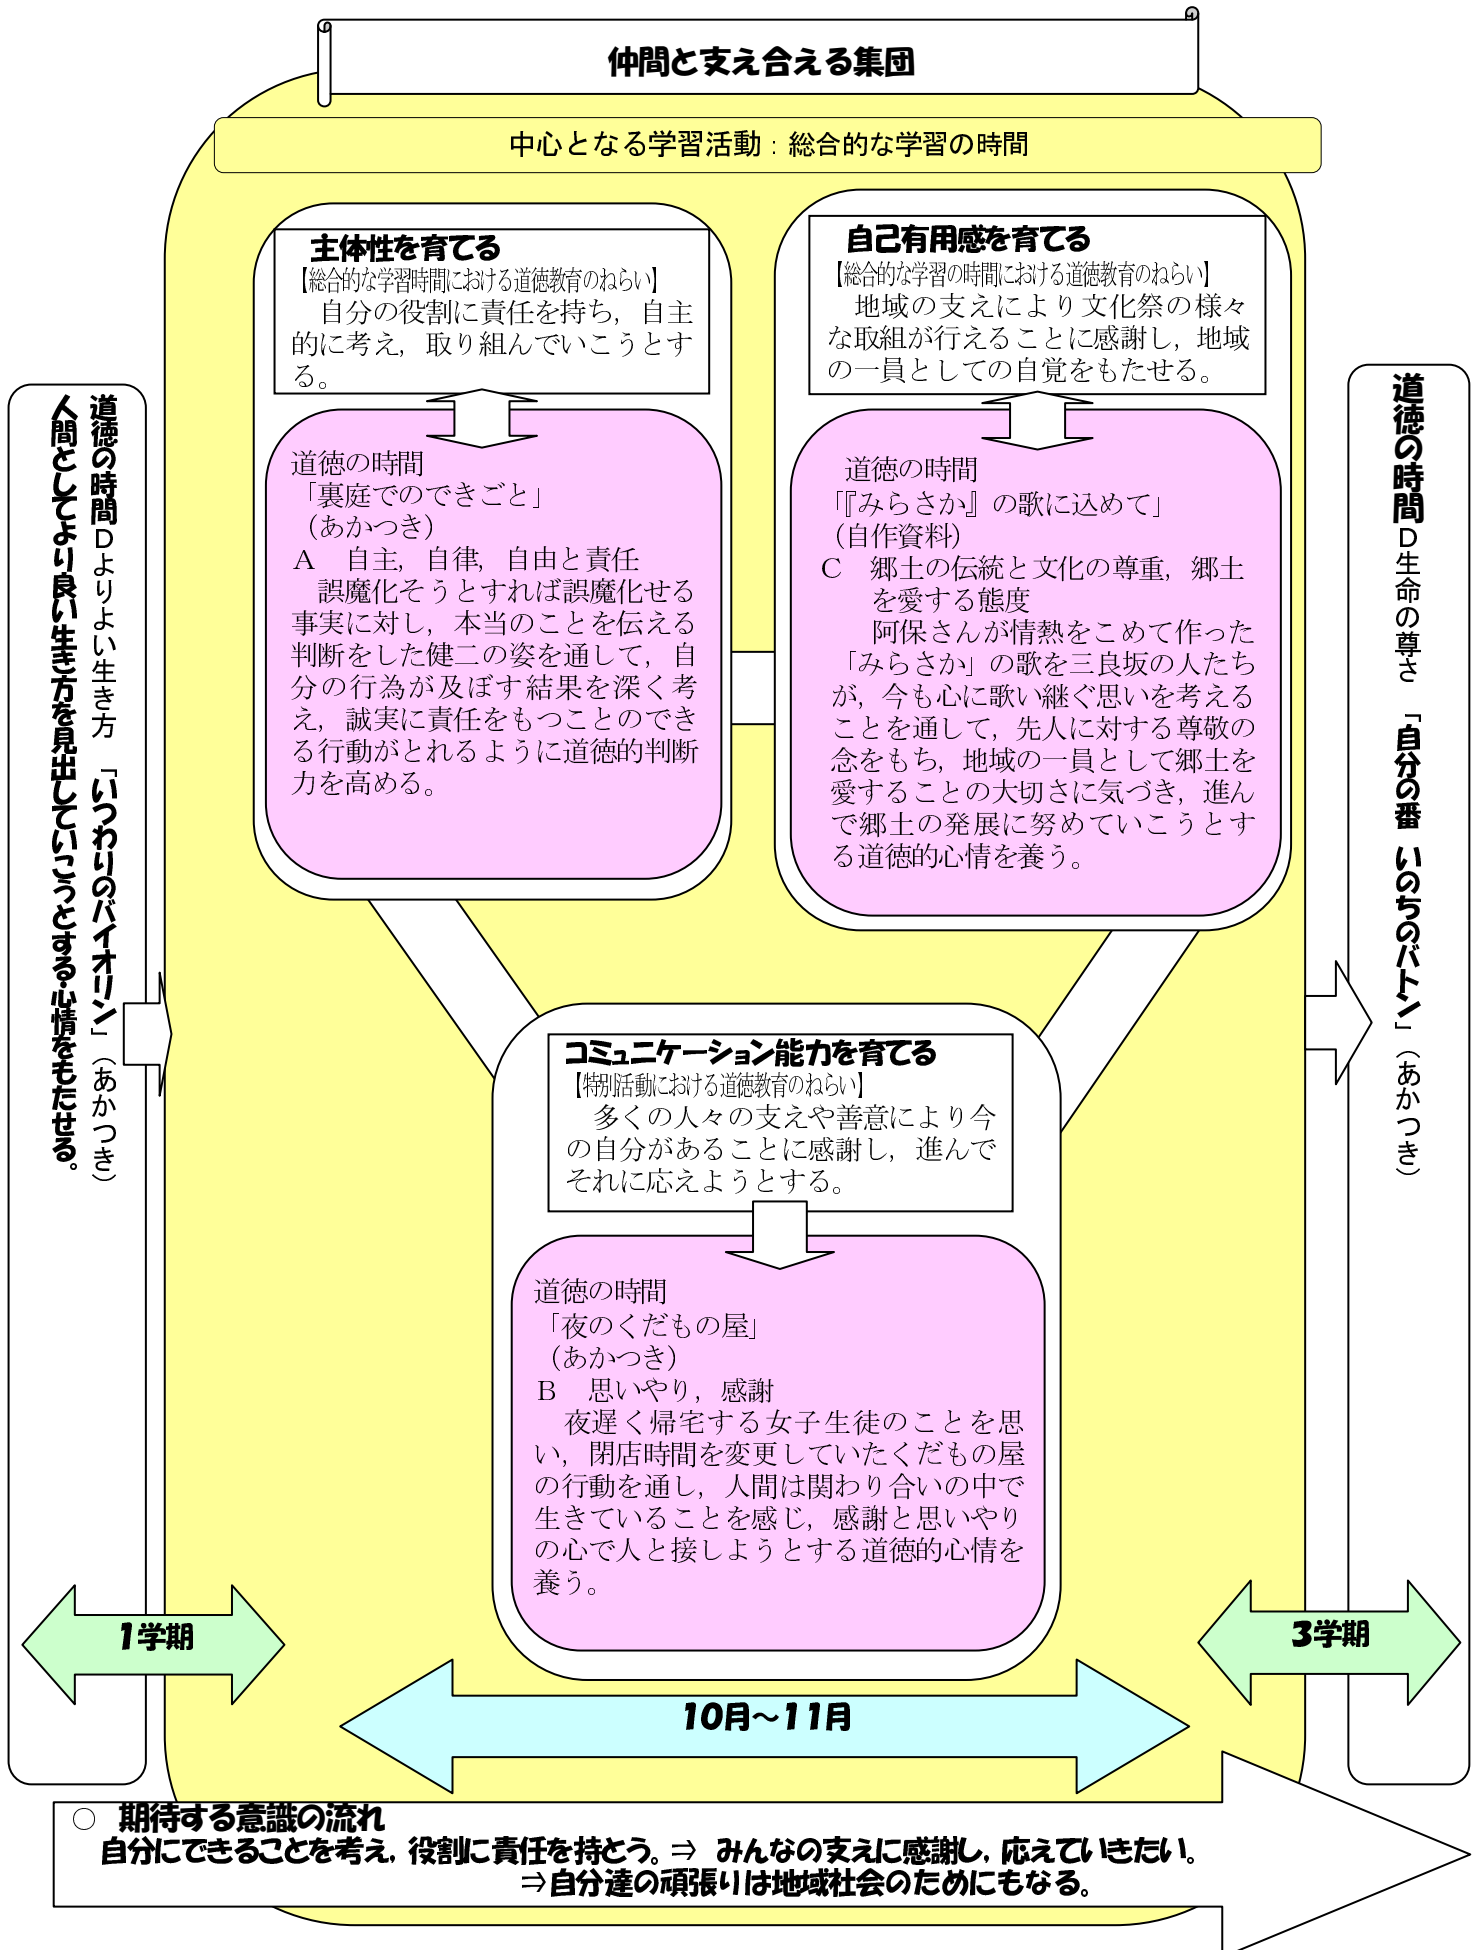 仲間と支え合える集団
中心となる学習活動：総合的な学習の時間
道徳の時間Ｄよりよい生き方　「いつわりのバイオリン」（あかつき）
人間としてより良い生き方を見出していこうとする心情をもたせる。
主体性を育てる
【総合的な学習時間における道徳教育のねらい】
自分の役割に責任を持ち，自主
的に考え，取り組んでいこうとす
る。
道徳の時間
「裏庭でのできごと」
（あかつき）
Ａ　自主，自律，自由と責任
誤魔化そうとすれば誤魔化せる
事実に対し，本当のことを伝える
判断をした健二の姿を通して，自
分の行為が及ぼす結果を深く考
え，誠実に責任をもつことのでき
る行動がとれるように道徳的判断
力を高める。
自己有用感を育てる
【総合的な学習の時間における道徳教育のねらい】
地域の支えにより文化祭の様々
な取組が行えることに感謝し，地域
の一員としての自覚をもたせる。
道徳の時間
「『みらさか』の歌に込めて」
（自作資料）
Ｃ　郷土の伝統と文化の尊重，郷土
を愛する態度
阿保さんが情熱をこめて作った
「みらさか」の歌を三良坂の人たち
が，今も心に歌い継ぐ思いを考える
ことを通して，先人に対する尊敬の
念をもち，地域の一員として郷土を
愛することの大切さに気づき，進ん
で郷土の発展に努めていこうとす
る道徳的心情を養う。
コミュニケーション能力を育てる
【特別活動における道徳教育のねらい】
多くの人々の支えや善意により今
の自分があることに感謝し，進んで
それに応えようとする。
道徳の時間
「夜のくだもの屋」
（あかつき）
Ｂ　思いやり，感謝
夜遅く帰宅する女子生徒のことを思
い，閉店時間を変更していたくだもの屋
の行動を通し，人間は関わり合いの中で
生きていることを感じ，感謝と思いやり
の心で人と接しようとする道徳的心情を
養う。
道徳の時間Ｄ生命の尊さ　「自分の番 いのちのバトン」（あかつき）
１学期
３学期
１０月～１１月
○　期待する意識の流れ
自分にできることを考え，役割に責任を持とう。⇒ みんなの支えに感謝し，応えていきたい。
⇒自分達の頑張りは地域社会のためにもなる。